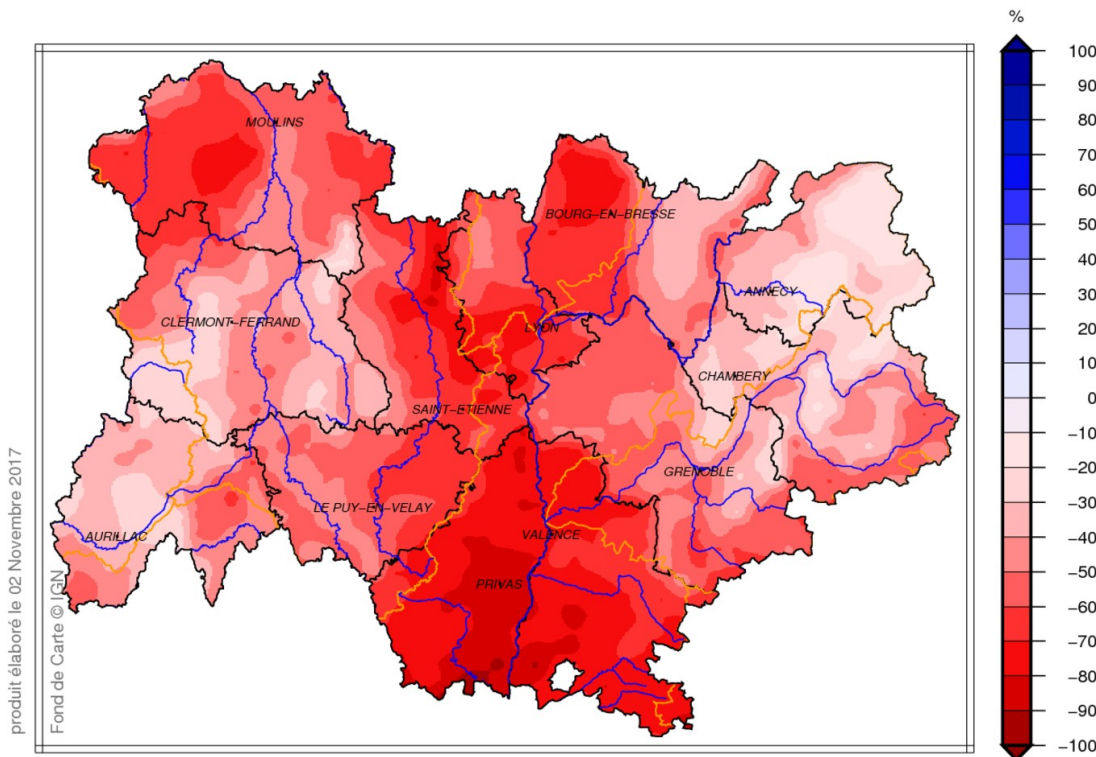 %
100
90
80
70
60
50
40
30
20
10
0
-10
-20
-30
-40
-50
-60
-70
-80
-90
-100
MOULINS
BOURG-EN-BRESSE
ANNECY
CLERMONT-FERRAND
LYON
CHAMBERY
SAINT-ETIENNE
GRENOBLE
LE PUY-EN-VELAY
AURILLAC
VALENCE
PRIVAS
produit élaboré le 02 Novembre 2017
Fond de Carte © IGN